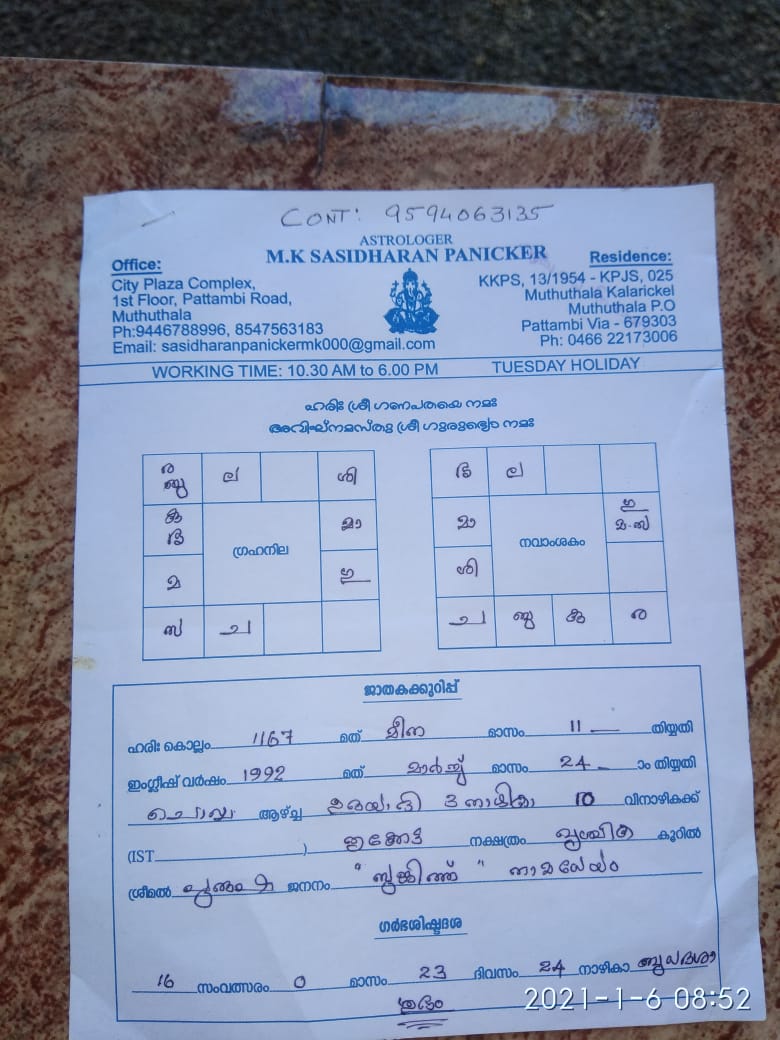 CONT: 9594063135
ASTROLOGER
M.K SASIDHARAN PANICKER
Office:
City Plaza Complex,
1st Floor, Pattambi Road,
Muthuthala
Ph:9446788996, 8547563183
Email: sasidharanpanickermk000@gmail.com
Residence:
KKPS, 13/1954 - KPJS, 025
Muthuthala Kalarickel
Muthuthala P.O
Pattambi Via - 679303
Ph: 0466 22173006
WORKING TIME: 10.30 AM to 6.00 PM TUESDAY HOLIDAY
ഹരിഃ ശ്രീ ഗണപതയെ നമഃ
അവിഘ്നമസ്തു ശ്രീ ഗുരുഭ്യോ നമഃ
ര ല ശി
ബു
മാ
ഗ്രഹനില
മ
സ ച
ല
മാ
നവാംശകം
ശി
ച ബു ര
ജാതകക്കുറിപ്പ്
ഹരിഃ കൊല്ലം 1167 മത് മീന മാസം 11 തിയ്യതി
ഇംഗ്ലീഷ് വർഷം 1992 മത് മാർച്ച് മാസം 24 ാം തിയ്യതി
ചൊവ്വ ആഴ്ച്ച ഉദയാദി 3 നാഴിക 10 വിനാഴികക്ക്
(IST ) നക്ഷത്രം വൃശ്ചിക കൂറിൽ
ശ്രീമൽ ജനനം നാമധേയം
ഗർഭശിഷ്ടദശ
16 സംവത്സരം 0 മാസം 23 ദിവസം 24 നാഴികാ ബുധദശാ
ശുഭം
2021-1-6 08:52